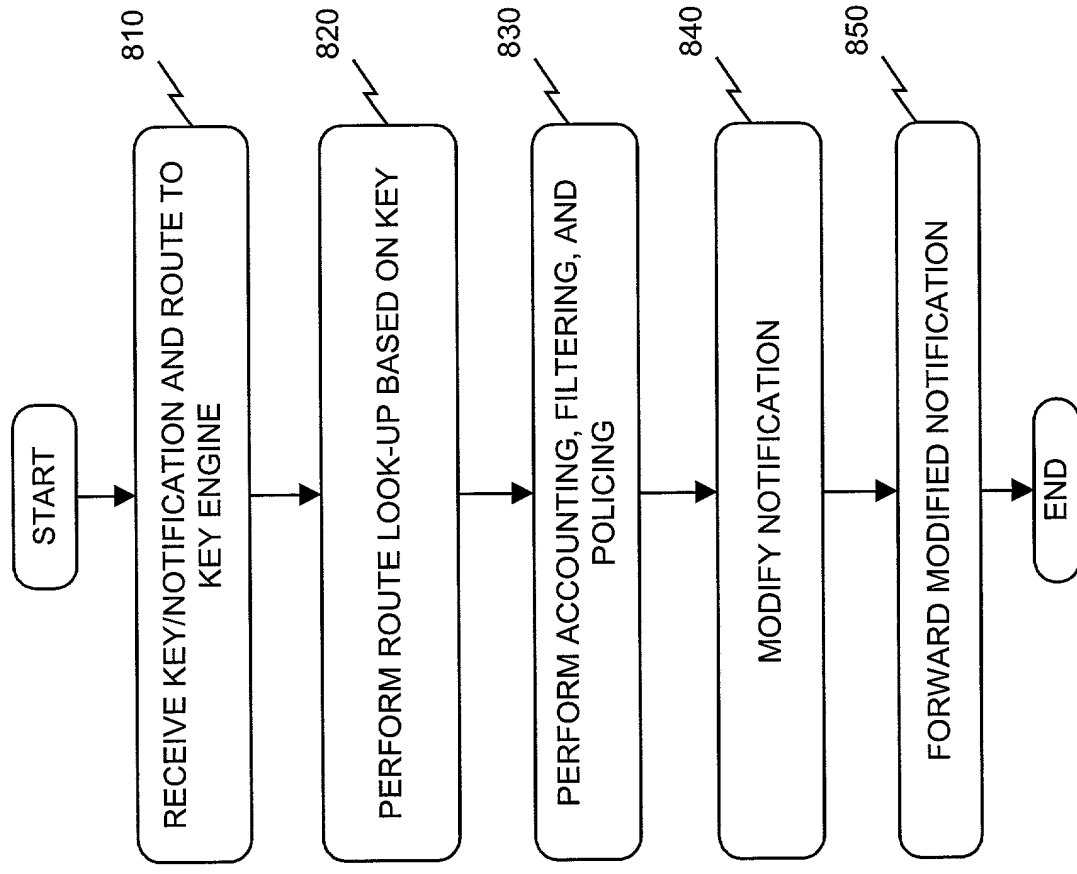 START
RECEIVE KEY/NOTIFICATION AND ROUTE TO
KEY ENGINE
810
PERFORM ROUTE LOOK-UP BASED ON KEY
820
PERFORM ACCOUNTING, FILTERING, AND
POLICING
830
MODIFY NOTIFICATION
840
FORWARD MODIFIED NOTIFICATION
850
END